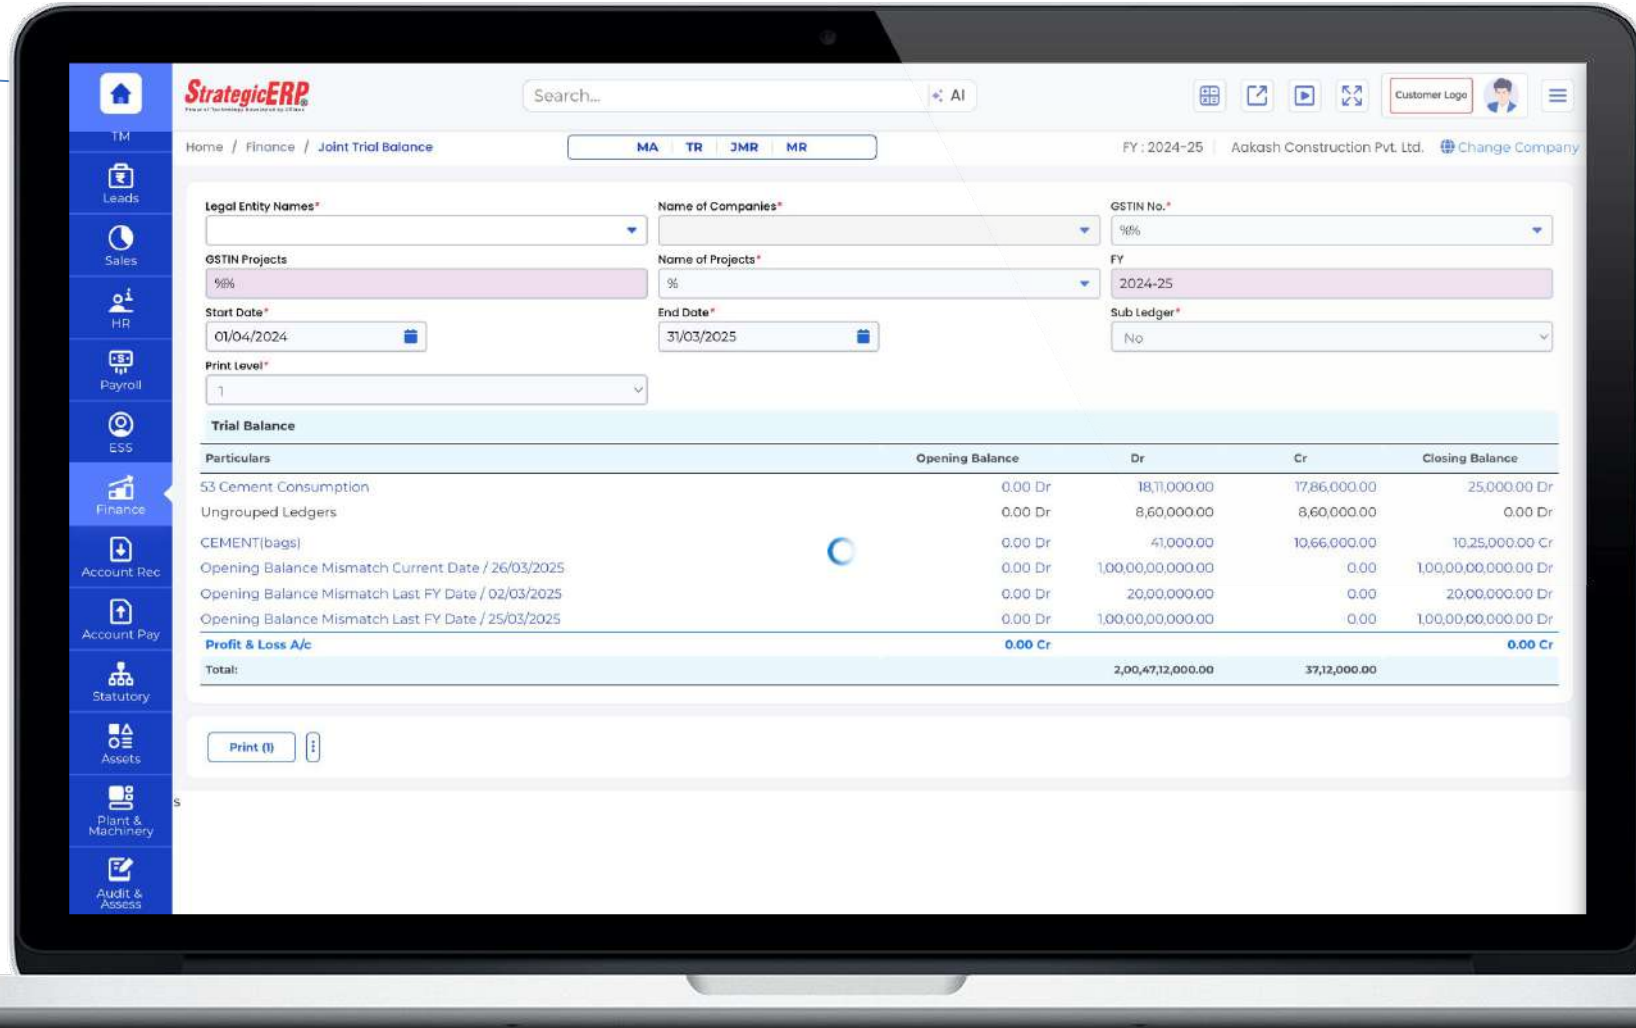 StrategicERP®
Search...
AI
Customer Logo
Home / Finance / Joint Trial Balance
MA TR JMR MR
FY : 2024-25
Aakash Construction Pvt. Ltd.
Change Company
TM
Leads
Sales
HR
Payroll
ESS
Finance
Account Rec
Account Pay
Statutory
Assets
Plant &
Machinery
Audit &
Assess
Legal Entity Names*
Name of Companies*
GSTIN No.*
%%
GSTIN Projects
Name of Projects*
FY
%%
%
2024-25
Start Date*
End Date*
Sub Ledger*
01/04/2024
31/03/2025
No
Print Level*
1
Trial Balance
Particulars Opening Balance Dr Cr Closing Balance
53 Cement Consumption 0.00 Dr 18,11,000.00 17,86,000.00 25,000.00 Dr
Ungrouped Ledgers 0.00 Dr 8,60,000.00 8,60,000.00 0.00 Dr
CEMENT(bags) 0.00 Dr 41,000.00 10,66,000.00 10,25,000.00 Cr
Opening Balance Mismatch Current Date / 26/03/2025 0.00 Dr 1,00,00,00,000.00 0.00 1,00,00,00,000.00 Dr
Opening Balance Mismatch Last FY Date / 02/03/2025 0.00 Dr 20,00,000.00 0.00 20,00,000.00 Dr
Opening Balance Mismatch Last FY Date / 25/03/2025 0.00 Dr 1,00,00,00,000.00 0.00 1,00,00,00,000.00 Dr
Profit & Loss A/c 0.00 Cr 0.00 Cr
Total: 2,00,47,12,000.00 37,12,000.00
Print (1)
s